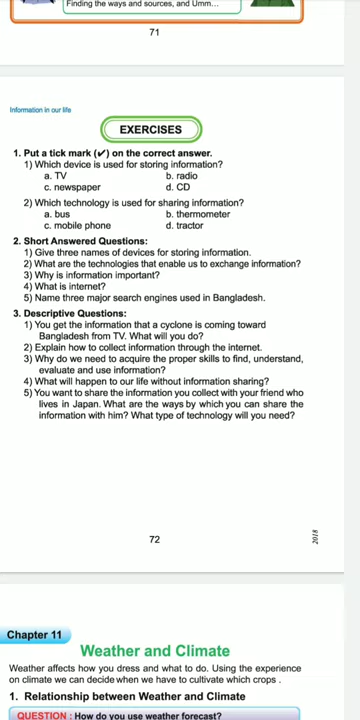 Finding the ways and sources, and Umm...
71
Information in our life
EXERCISES
1. Put a tick mark (✔) on the correct answer.
1) Which device is used for storing information?
a. TV b. radio
c. newspaper d. CD
2) Which technology is used for sharing information?
a. bus b. thermometer
c. mobile phone d. tractor
2. Short Answered Questions:
1) Give three names of devices for storing information.
2) What are the technologies that enable us to exchange information?
3) Why is information important?
4) What is internet?
5) Name three major search engines used in Bangladesh.
3. Descriptive Questions:
1) You get the information that a cyclone is coming toward
Bangladesh from TV. What will you do?
2) Explain how to collect information through the internet.
3) Why do we need to acquire the proper skills to find, understand,
evaluate and use information?
4) What will happen to our life without information sharing?
5) You want to share the information you collect with your friend who
lives in Japan. What are the ways by which you can share the
information with him? What type of technology will you need?
72
2018
Chapter 11
Weather and Climate
Weather affects how you dress and what to do. Using the experience
on climate we can decide when we have to cultivate which crops .
1. Relationship between Weather and Climate
QUESTION : How do you use weather forecast?